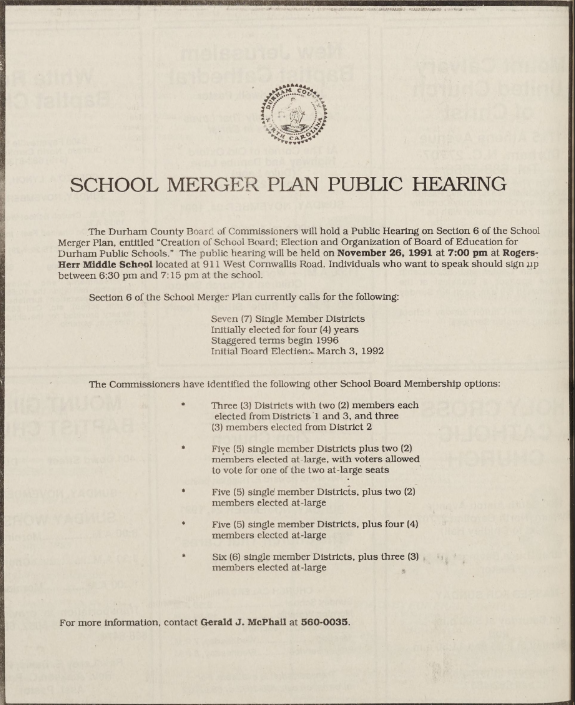 DURHAM COUNTY
NORTH CAROLINA
SCHOOL MERGER PLAN PUBLIC HEARING
The Durham County Board of Commissioners will hold a Public Hearing on Section 6 of the School
Merger Plan, entitled "Creation of School Board; Election and Organization of Board of Education for
Durham Public Schools." The public hearing will be held on November 26, 1991 at 7:00 pm at Rogers-
Herr Middle School located at 911 West Cornwallis Road. Individuals who want to speak should sign up
between 6:30 pm and 7:15 pm at the school.
Section 6 of the School Merger Plan currently calls for the following:
Seven (7) Single Member Districts
Initially elected for four (4) years
Staggered terms begin 1996
Initial Board Election: March 3, 1992
The Commissioners have identified the following other School Board Membership options:
* Three (3) Districts with two (2) members each
elected from Districts 1 and 3, and three
(3) members elected from District 2
* Five (5) single member Districts plus two (2)
members elected at-large, with voters allowed
to vote for one of the two at-large seats
* Five (5) single member Districts, plus two (2)
members elected at-large
* Five (5) single member Districts, plus four (4)
members elected at-large
* Six (6) single member Districts, plus three (3)
members elected at-large
For more information, contact Gerald J. McPhail at 560-0035.